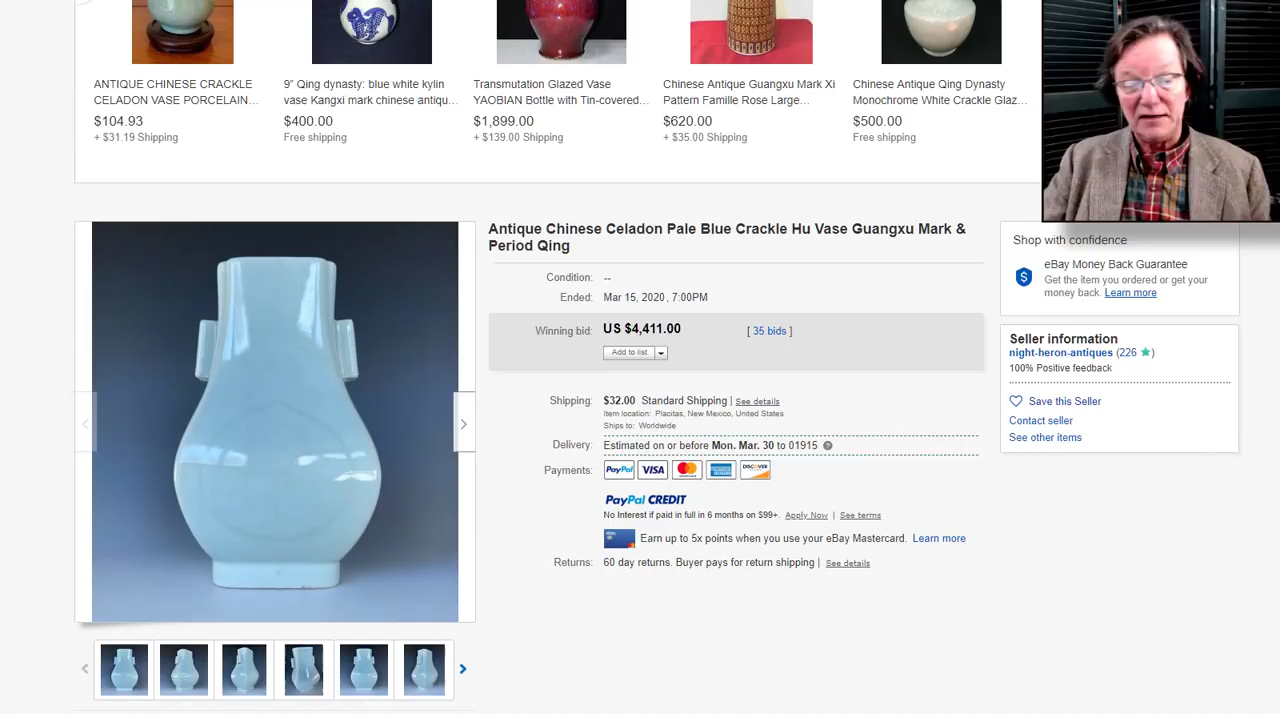 ANTIQUE CHINESE CRACKLE
CELADON VASE PORCELAIN...
$104.93
+ $31.19 Shipping
9" Qing dynasty: blue white kylin
vase Kangxi mark chinese antiqu...
$400.00
Free shipping
Transmutation Glazed Vase
YAOBIAN Bottle with Tin-covered...
$1,899.00
+ $139.00 Shipping
Chinese Antique Guangxu Mark Xi
Pattern Famille Rose Large...
$620.00
+ $35.00 Shipping
Chinese Antique Qing Dynasty
Monochrome White Crackle Glaz...
$500.00
Free shipping
Antique Chinese Celadon Pale Blue Crackle Hu Vase Guangxu Mark &
Period Qing
Condition: --
Ended: Mar 15, 2020 , 7:00PM
Winning bid: US $4,411.00 [ 35 bids ]
Add to list
Shipping: $32.00 Standard Shipping | See details
Item location: Placitas, New Mexico, United States
Ships to: Worldwide
Delivery: Estimated on or before Mon. Mar. 30 to 01915
Payments: PayPal VISA MasterCard AMERICAN EXPRESS DISCOVER
PayPal CREDIT
No Interest if paid in full in 6 months on $99+. Apply Now | See terms
Earn up to 5x points when you use your eBay Mastercard. Learn more
Returns: 60 day returns. Buyer pays for return shipping | See details
Shop with confidence
eBay Money Back Guarantee
Get the item you ordered or get your
money back. Learn more
Seller information
night-heron-antiques (226 )
100% Positive feedback
Save this Seller
Contact seller
See other items